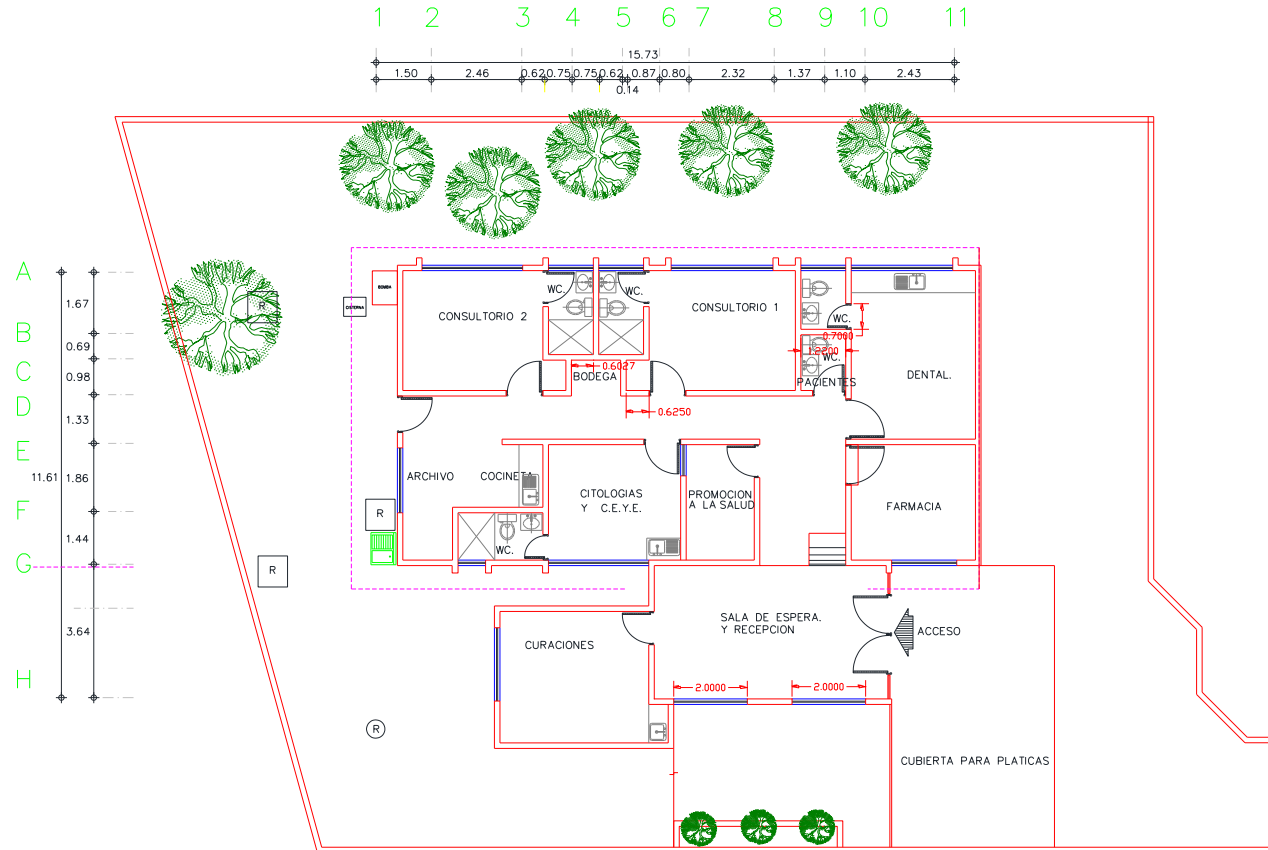 1 2 3 4 5 6 7 8 9 10 11
15.73
1.50 2.46 0.62 0.75 0.75 0.62 0.87 0.80 2.32 1.37 1.10 2.43
0.14
A
B
C
D
E
F
G
H
1.67
0.69
0.98
1.33
11.61 1.86
1.44
3.64
R
CISTERNA
BOMBA
CONSULTORIO 2
WC.
WC.
CONSULTORIO 1
WC.
0.7000
1.2200
WC.
PACIENTES
DENTAL.
0.6027
BODEGA
0.6250
ARCHIVO
COCINETA
CITOLOGIAS
Y C.E.Y.E.
PROMOCION
A LA SALUD
FARMACIA
R
WC.
R
CURACIONES
SALA DE ESPERA.
Y RECEPCION
ACCESO
2.0000
2.0000
R
CUBIERTA PARA PLATICAS